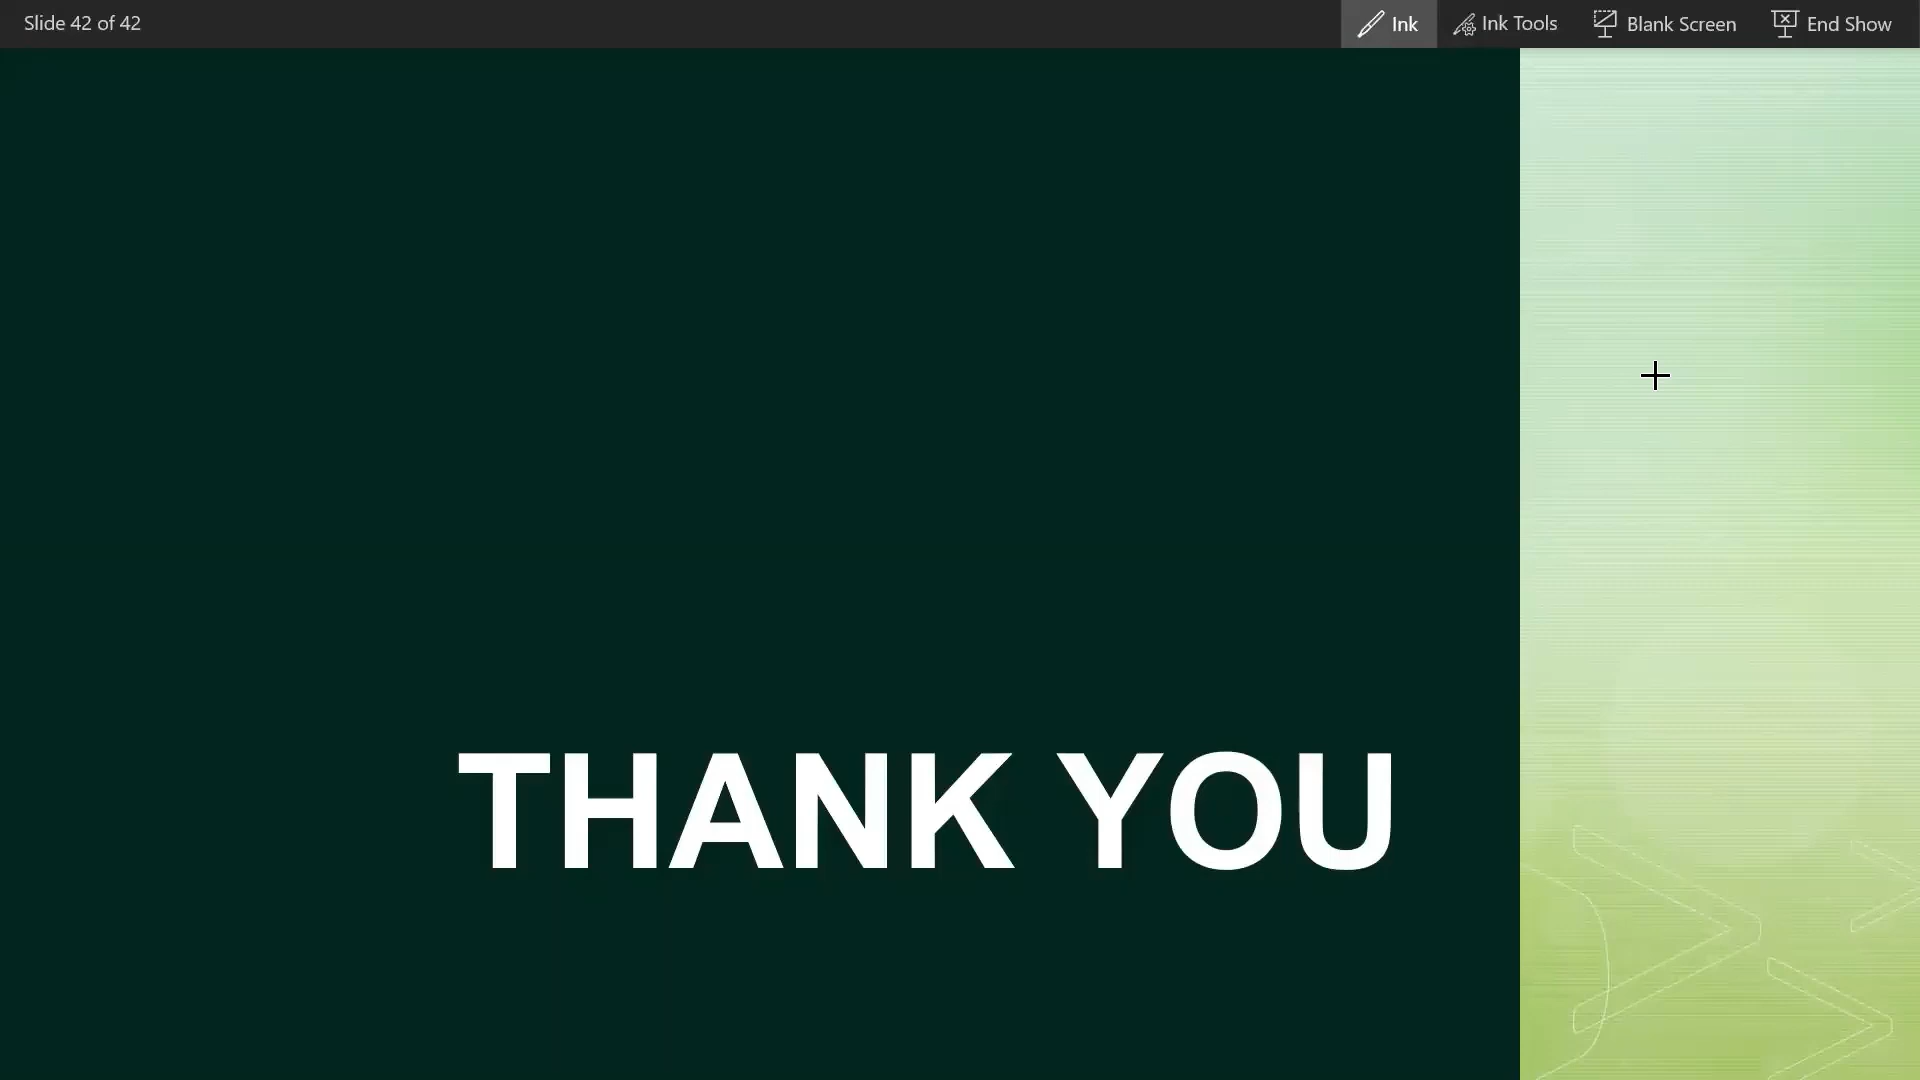 Slide 42 of 42
Ink
Ink Tools
Blank Screen
End Show
THANK YOU